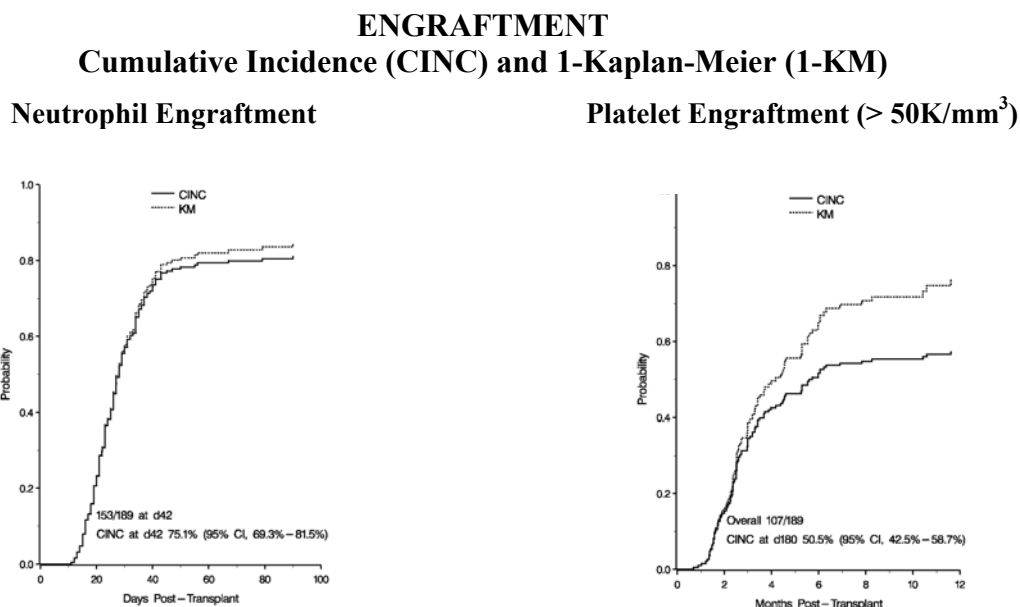 ENGRAFTMENT
Cumulative Incidence (CINC) and 1-Kaplan-Meier (1-KM)
Neutrophil Engraftment
CINC
KM
1.0
0.8
0.6
0.4
0.2
0.0
Probability
153/189 at d42
CINC at d42 75.1% (95% CI, 69.3%–81.5%)
0 20 40 60 80 100
Days Post–Transplant
Platelet Engraftment (> 50K/mm³)
CINC
KM
0.8
0.6
0.4
0.2
0.0
Probability
Overall 107/189
CINC at d180 50.5% (95% CI, 42.5%–58.7%)
0 2 4 6 8 10 12
Months Post–Transplant